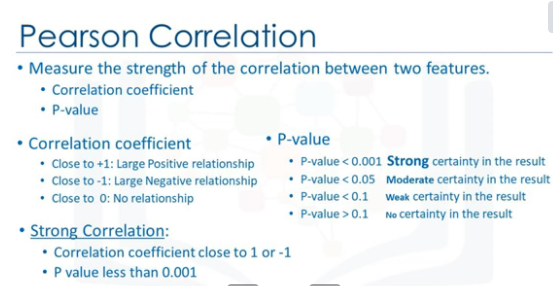 Pearson Correlation
• Measure the strength of the correlation between two features.
• Correlation coefficient
• P-value
• Correlation coefficient
• Close to +1: Large Positive relationship
• Close to -1: Large Negative relationship
• Close to 0: No relationship
• P-value
• P-value < 0.001 Strong certainty in the result
• P-value < 0.05 Moderate certainty in the result
• P-value < 0.1 Weak certainty in the result
• P-value > 0.1 No certainty in the result
• Strong Correlation:
• Correlation coefficient close to 1 or -1
• P value less than 0.001